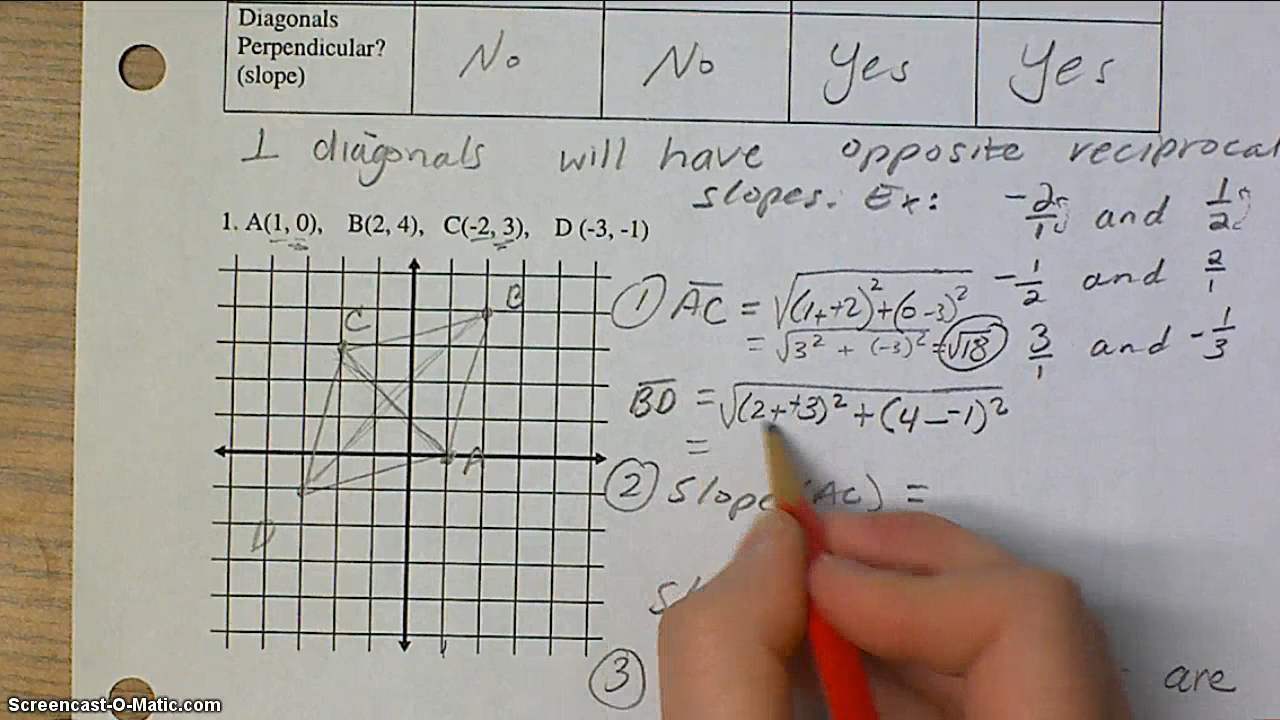 Diagonals
Perpendicular?
(slope)
No
No
Yes
Yes
⊥ diagonals will have opposite reciprocal
slopes. Ex: -2/1 and 1/2
-1/2 and 2/1
3/1 and -1/3
1. A(1, 0), B(2, 4), C(-2, 3), D (-3, -1)
C
B
A
D
① AC = √(1++2)²+(0-3)²
= √3² + (-3)² = √18
BD = √(2++3)²+(4--1)²
=
② Slope (AC) =
③
are
Screencast-O-Matic.com